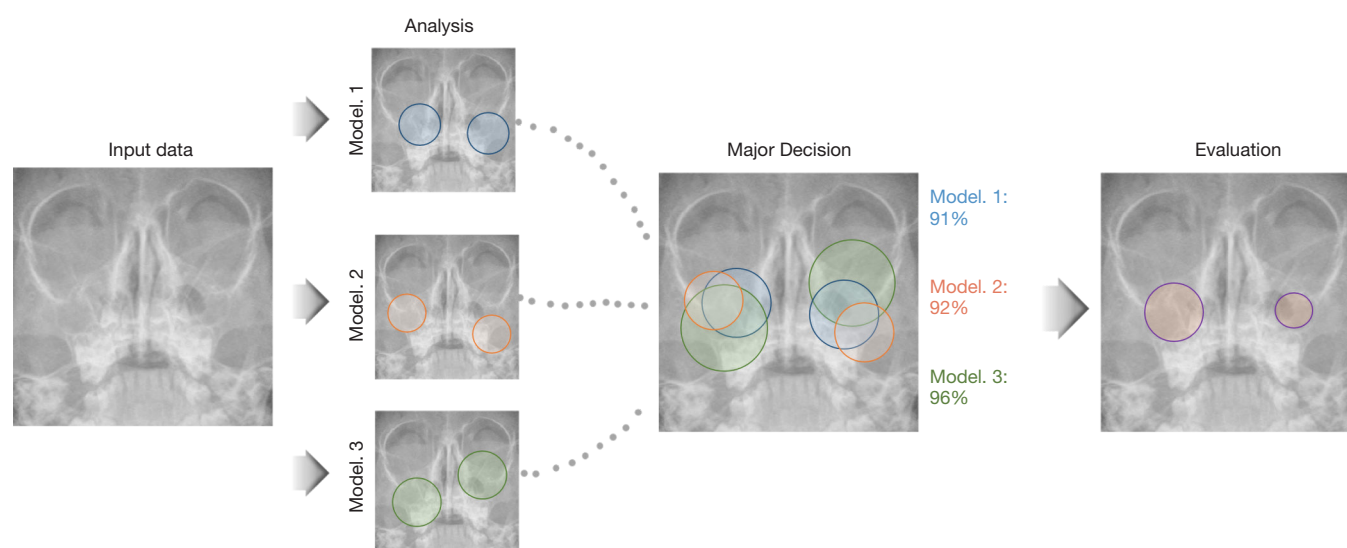 Analysis
Model. 1
Input data
Model. 2
Model. 3
Major Decision
Model. 1:
91%
Model. 2:
92%
Model. 3:
96%
Evaluation